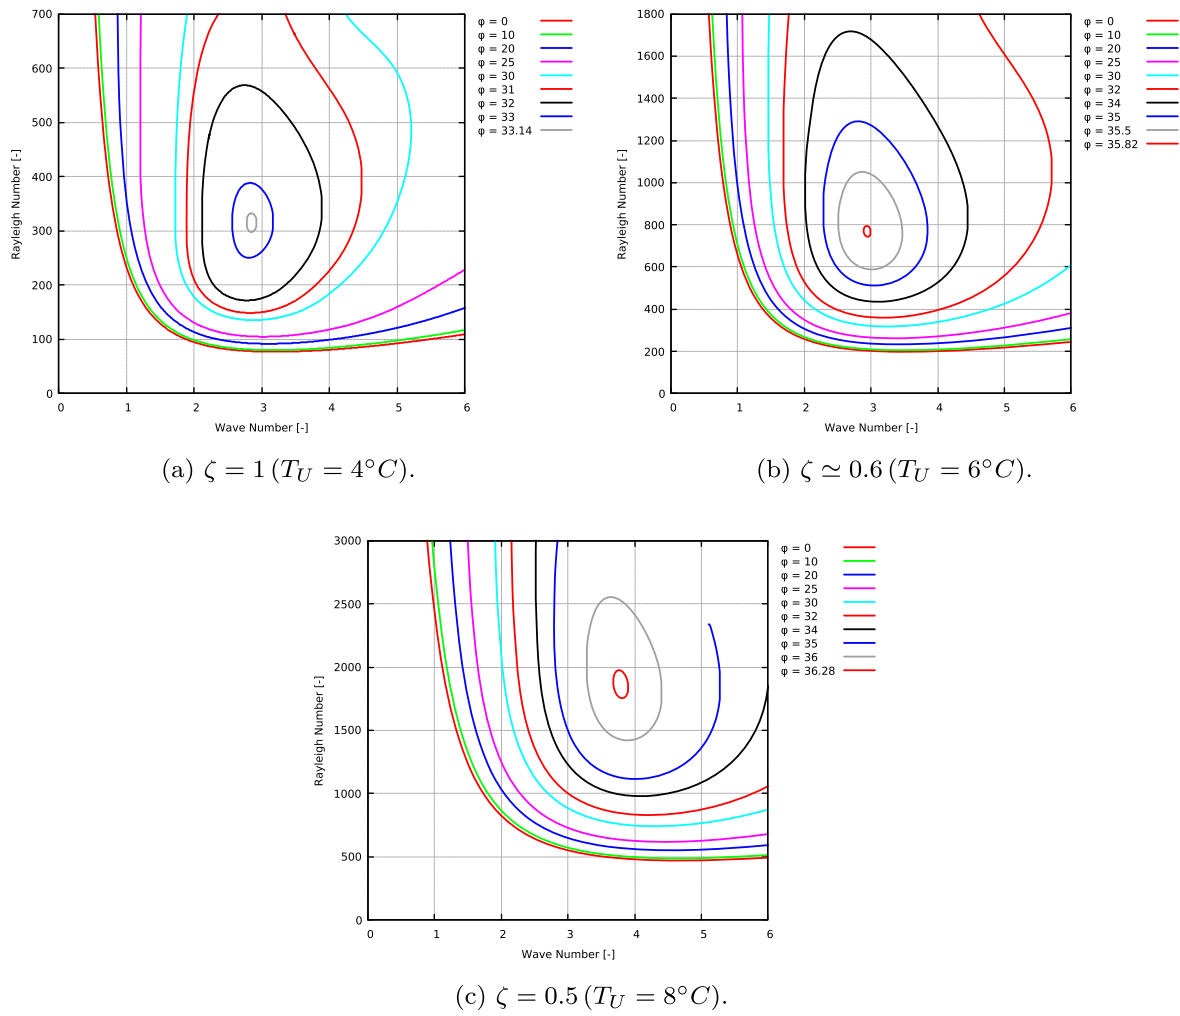 700
600
500
400
300
200
100
0
Rayleigh Number [-]
0 1 2 3 4 5 6
Wave Number [-]
φ = 0
φ = 10
φ = 20
φ = 25
φ = 30
φ = 31
φ = 32
φ = 33
φ = 33.14
(a) ζ = 1 (T_U = 4°C).
1800
1600
1400
1200
1000
800
600
400
200
0
Rayleigh Number [-]
0 1 2 3 4 5 6
Wave Number [-]
φ = 0
φ = 10
φ = 20
φ = 25
φ = 30
φ = 32
φ = 34
φ = 35
φ = 35.5
φ = 35.82
(b) ζ ≃ 0.6 (T_U = 6°C).
3000
2500
2000
1500
1000
500
0
Rayleigh Number [-]
0 1 2 3 4 5 6
Wave Number [-]
φ = 0
φ = 10
φ = 20
φ = 25
φ = 30
φ = 32
φ = 34
φ = 35
φ = 36
φ = 36.28
(c) ζ = 0.5 (T_U = 8°C).